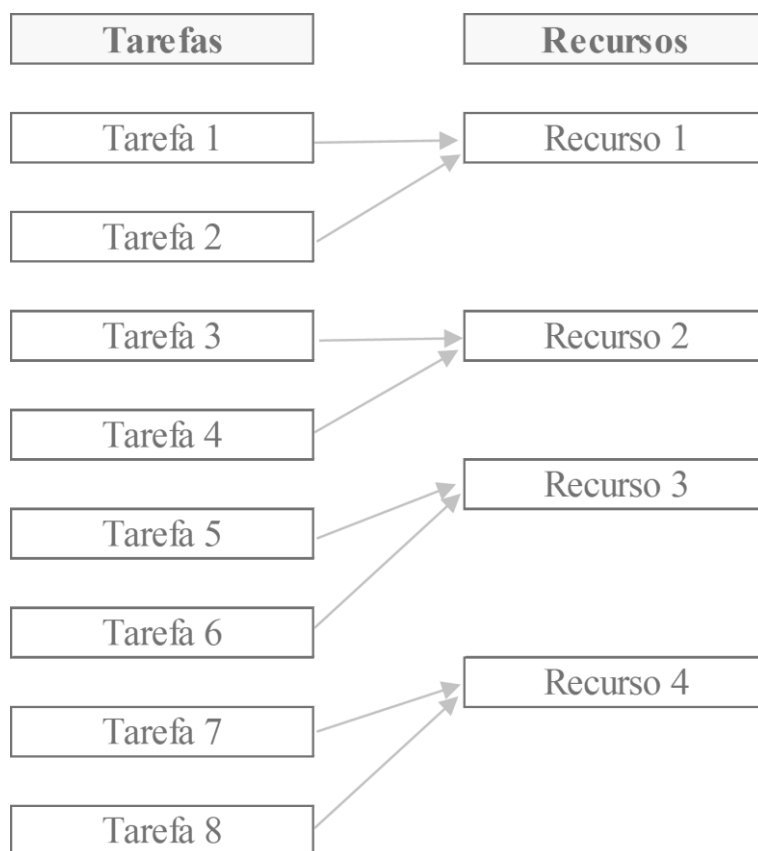 Tarefas
Recursos
Tarefa 1
Recurso 1
Tarefa 2
Tarefa 3
Recurso 2
Tarefa 4
Recurso 3
Tarefa 5
Tarefa 6
Recurso 4
Tarefa 7
Tarefa 8